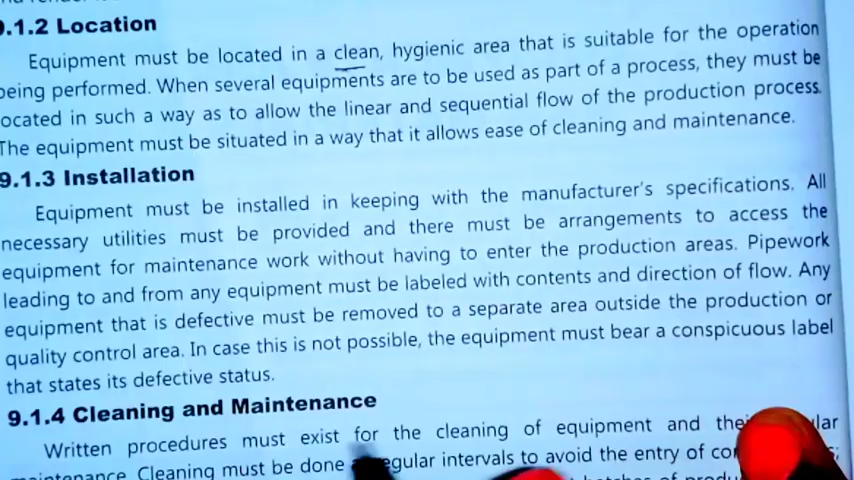 9.1.2 Location
Equipment must be located in a clean, hygienic area that is suitable for the operation
being performed. When several equipments are to be used as part of a process, they must be
ocated in such a way as to allow the linear and sequential flow of the production process.
The equipment must be situated in a way that it allows ease of cleaning and maintenance.
9.1.3 Installation
Equipment must be installed in keeping with the manufacturer's specifications. All
necessary utilities must be provided and there must be arrangements to access the
equipment for maintenance work without having to enter the production areas. Pipework
leading to and from any equipment must be labeled with contents and direction of flow. Any
equipment that is defective must be removed to a separate area outside the production or
quality control area. In case this is not possible, the equipment must bear a conspicuous label
that states its defective status.
9.1.4 Cleaning and Maintenance
Written procedures must exist for the cleaning of equipment and
maintenance. Cleaning must be done regular intervals to avoid the entry of
batches of